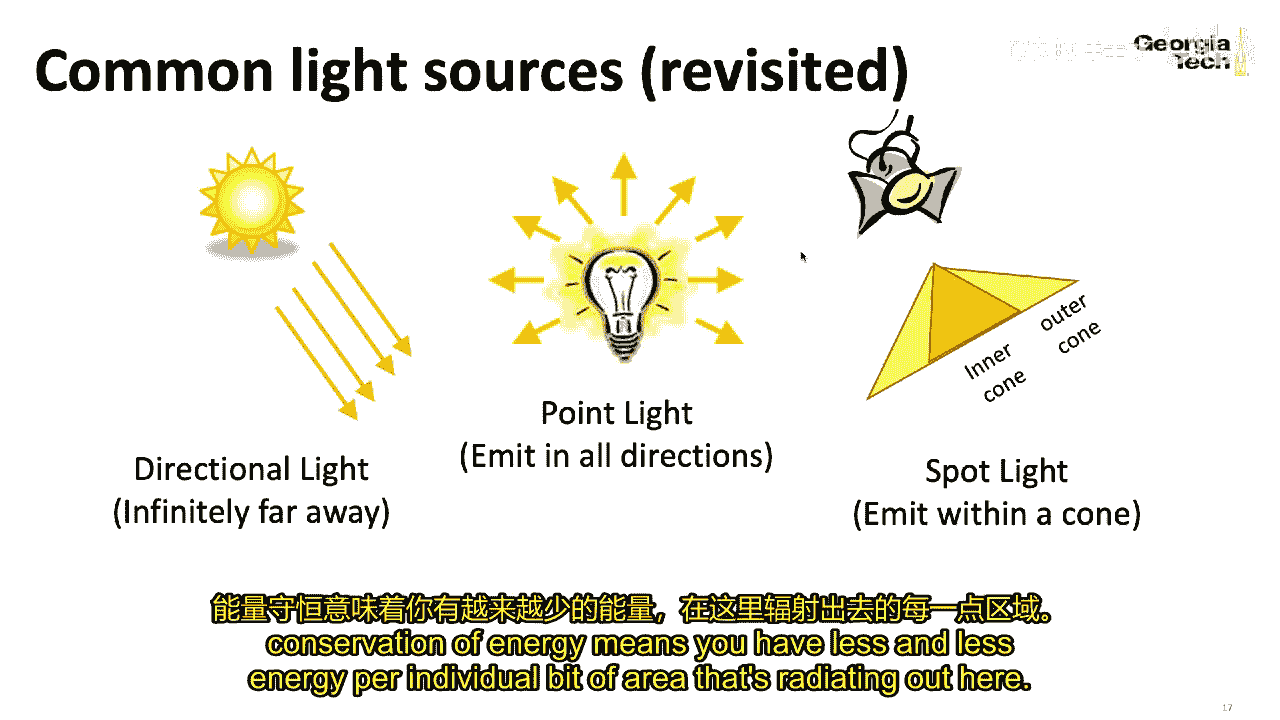 Common light sources (revisited)
Georgia
Tech
Inner
cone
outer
cone
Point Light
(Emit in all directions)
Directional Light
(Infinitely far away)
Spot Light
(Emit within a cone)
能量守恒意味着你有越来越少的能量，在这里辐射出去的每一点区域。
conservation of energy means you have less and less
energy per individual bit of area that's radiating out here.
17